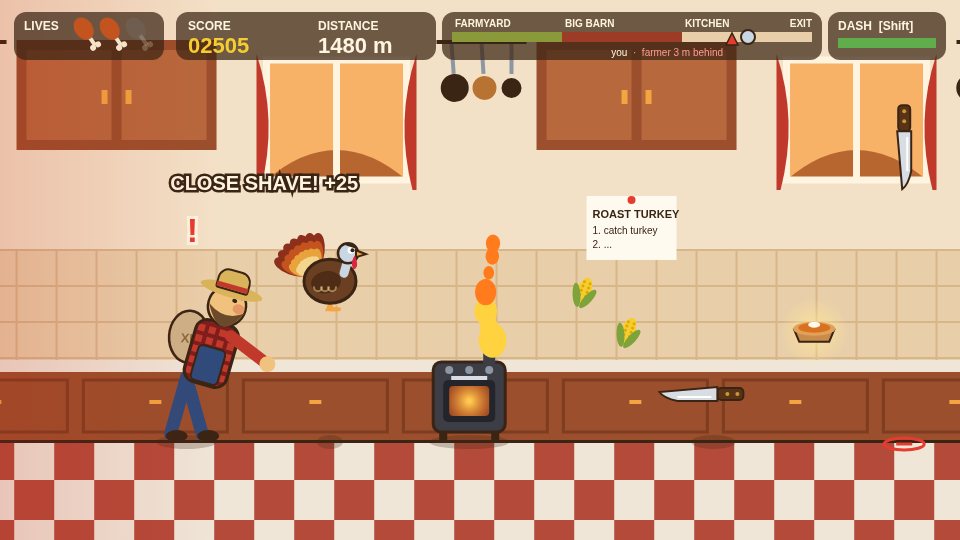 LIVES
SCORE
02505
DISTANCE
1480 m
FARMYARD
BIG BARN
KITCHEN
EXIT
you · farmer 3 m behind
DASH [Shift]
CLOSE SHAVE! +25
!
ROAST TURKEY
1. catch turkey
2. ...